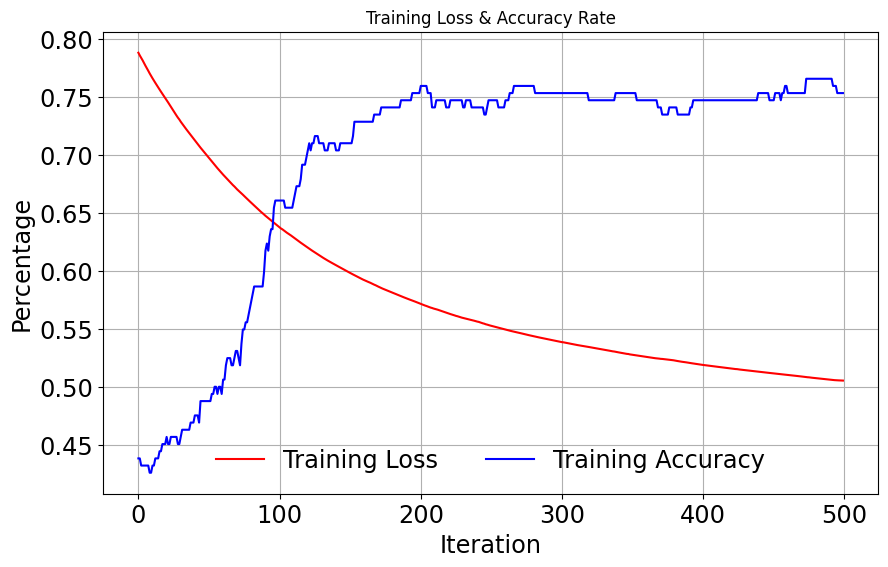 Training Loss & Accuracy Rate
0.80
0.75
0.70
0.65
0.60
0.55
0.50
0.45
Percentage
Training Loss Training Accuracy
0 100 200 300 400 500
Iteration